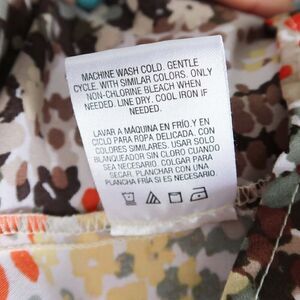 MACHINE WASH COLD. GENTLE
CYCLE. WITH SIMILAR COLORS. ONLY
NON-CHLORINE BLEACH WHEN
NEEDED. LINE DRY. COOL IRON IF
NEEDED.
LAVAR A MÁQUINA EN FRÍO.Y EN
CICLO PARA ROPA DELICADA. CON
COLORES SIMILARES. USAR SOLO
BLANQUEADOR SIN CLORO CUANDO
SEA NECESARIO. COLGAR PARA
SECAR. PLANCHAR CON UNA
PLANCHA FRÍA SI ES NECESARIO.